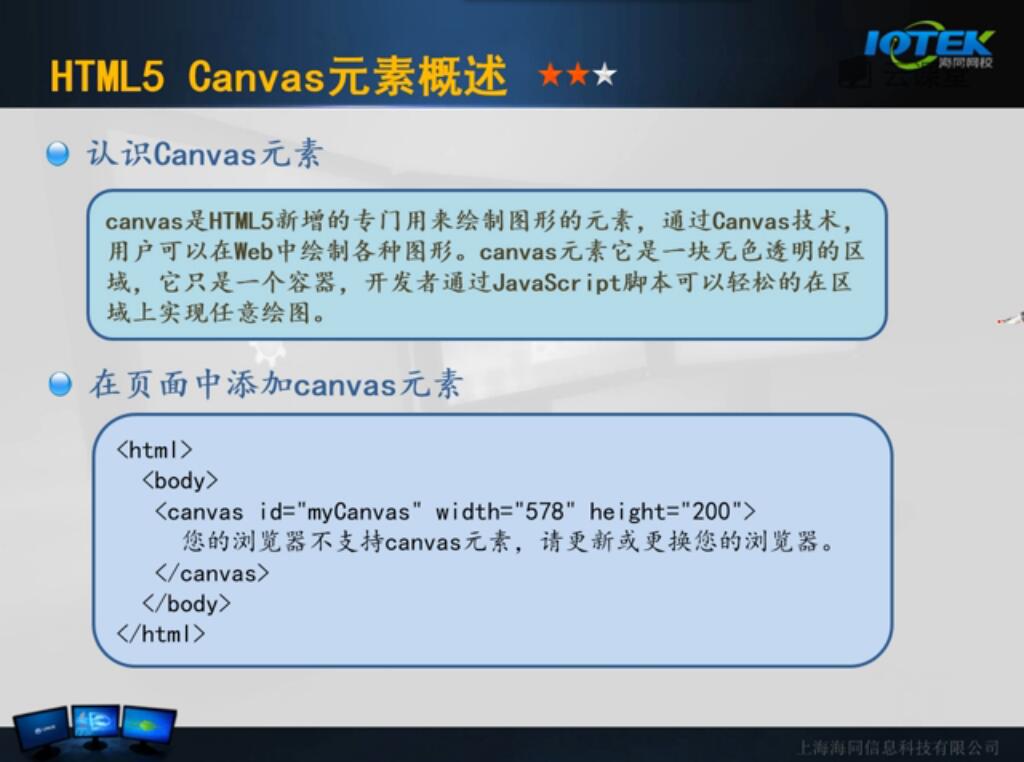 HTML5 Canvas元素概述
IOTEK
海同网校
云课堂
认识Canvas元素
canvas是HTML5新增的专门用来绘制图形的元素，通过Canvas技术，
用户可以在Web中绘制各种图形。canvas元素它是一块无色透明的区
域，它只是一个容器，开发者通过JavaScript脚本可以轻松的在区
域上实现任意绘图。
在页面中添加canvas元素
<html>
<body>
<canvas id="myCanvas" width="578" height="200">
您的浏览器不支持canvas元素，请更新或更换您的浏览器。
</canvas>
</body>
</html>
上海海同信息科技有限公司